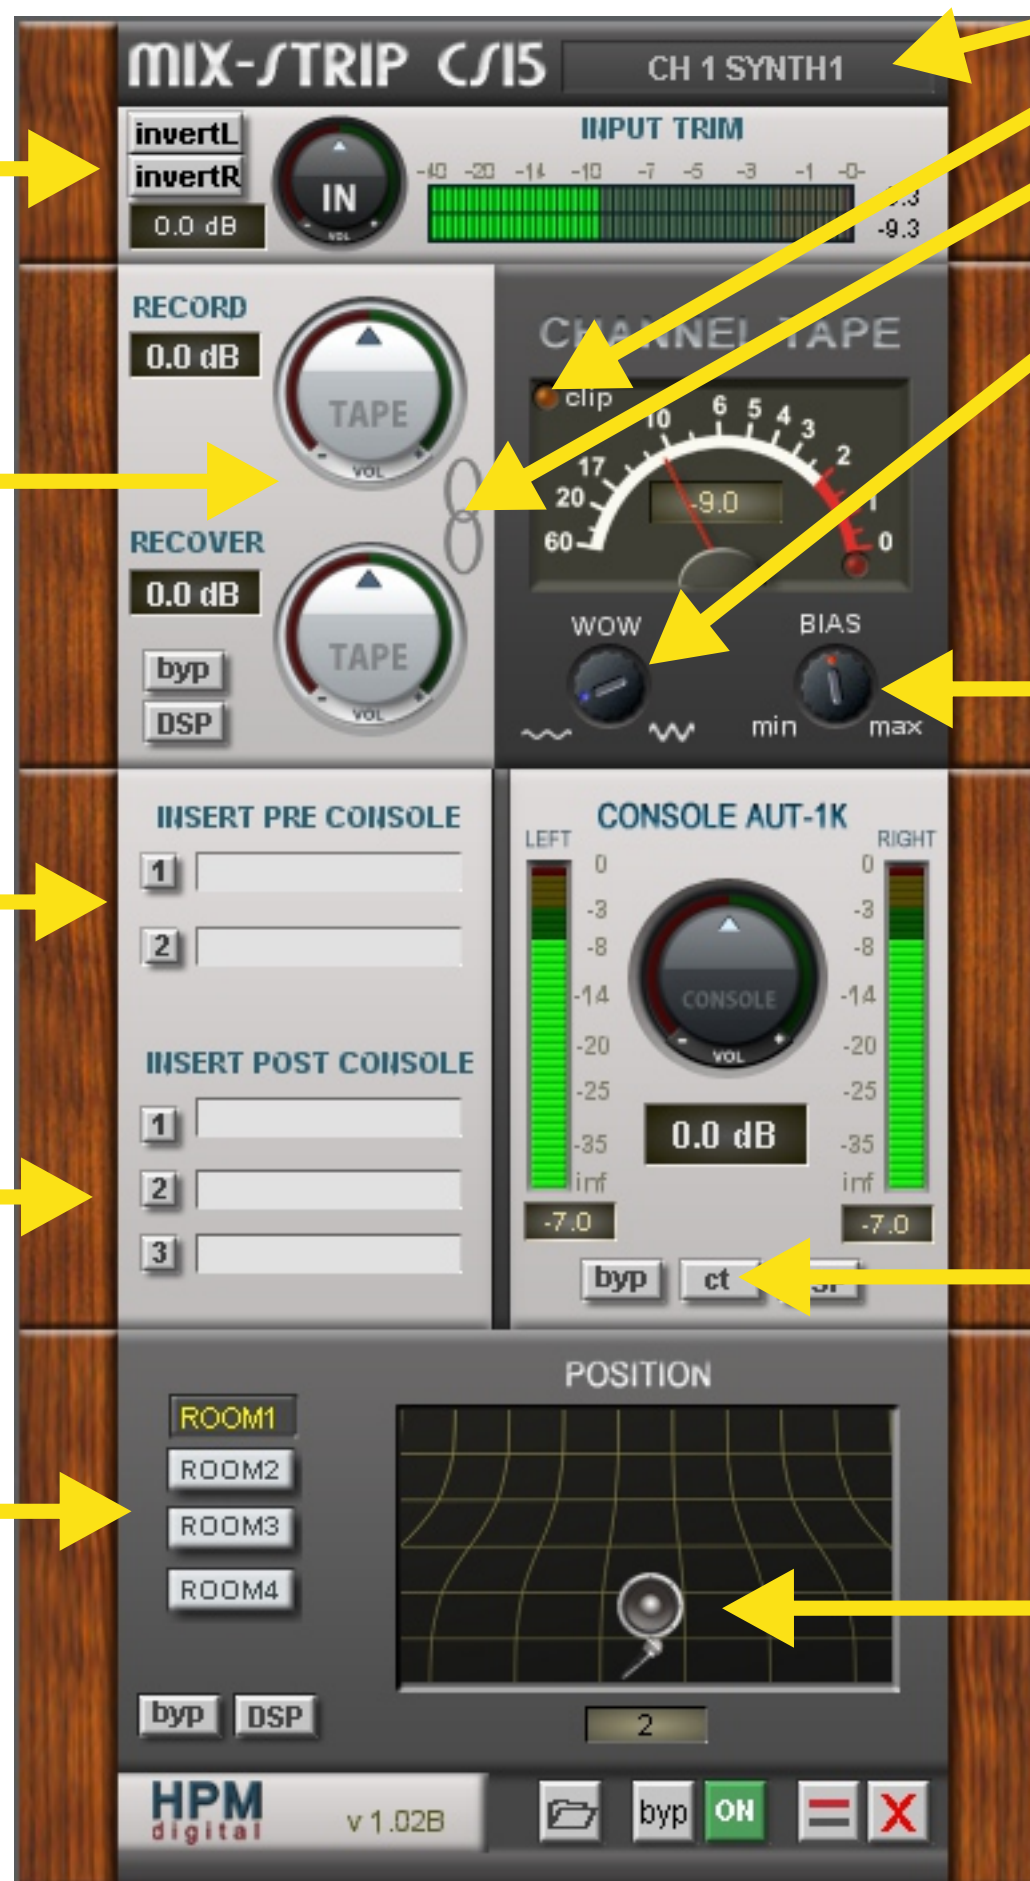 MIX-STRIP CS15
CH 1 SYNTH1
invertL
invertR
0.0 dB
IN
VOL
INPUT TRIM
-40 -20 -14 -10 -7 -5 -3 -1 -0-
-9.3
RECORD
0.0 dB
TAPE
VOL
RECOVER
0.0 dB
TAPE
VOL
byp
DSP
CHANNEL TAPE
clip
60 20 17 10 6 5 4 3 2 1 0
-9.0
WOW
BIAS
min max
INSERT PRE CONSOLE
1
2
INSERT POST CONSOLE
1
2
3
CONSOLE AUT-1K
LEFT
RIGHT
0 0
-3 -3
-8 -8
-14 -14
-20 -20
-25 -25
-35 -35
inf inf
CONSOLE
VOL
0.0 dB
-7.0 -7.0
byp ct
POSITION
ROOM1
ROOM2
ROOM3
ROOM4
byp DSP
2
HPM
digital
v 1.02B
byp ON
X